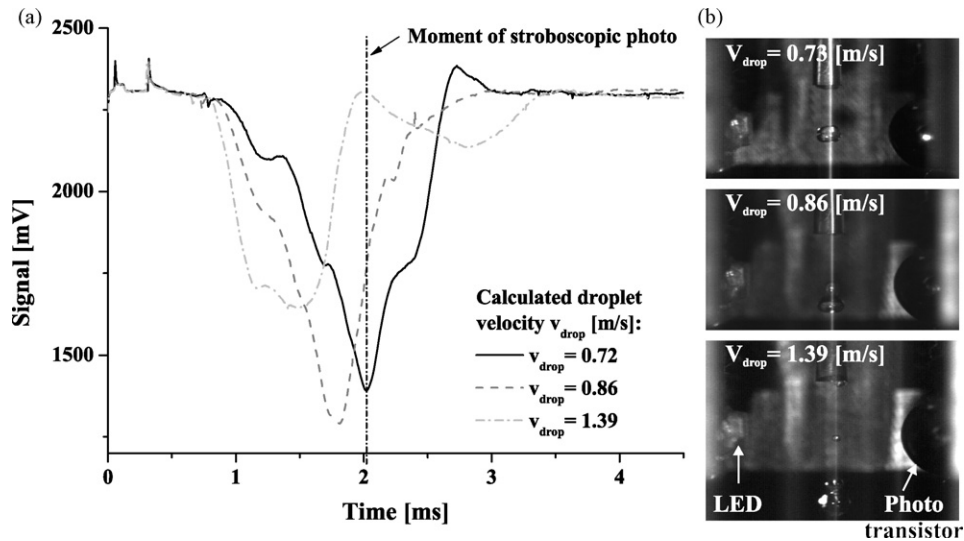 (a)
2500
2000
1500
Signal [mV]
0 1 2 3 4
Time [ms]
Moment of stroboscopic photo
Calculated droplet
velocity v_drop [m/s]:
v_drop = 0.72
v_drop = 0.86
v_drop = 1.39
(b)
V_drop = 0.73 [m/s]
V_drop = 0.86 [m/s]
V_drop = 1.39 [m/s]
LED
Photo
transistor